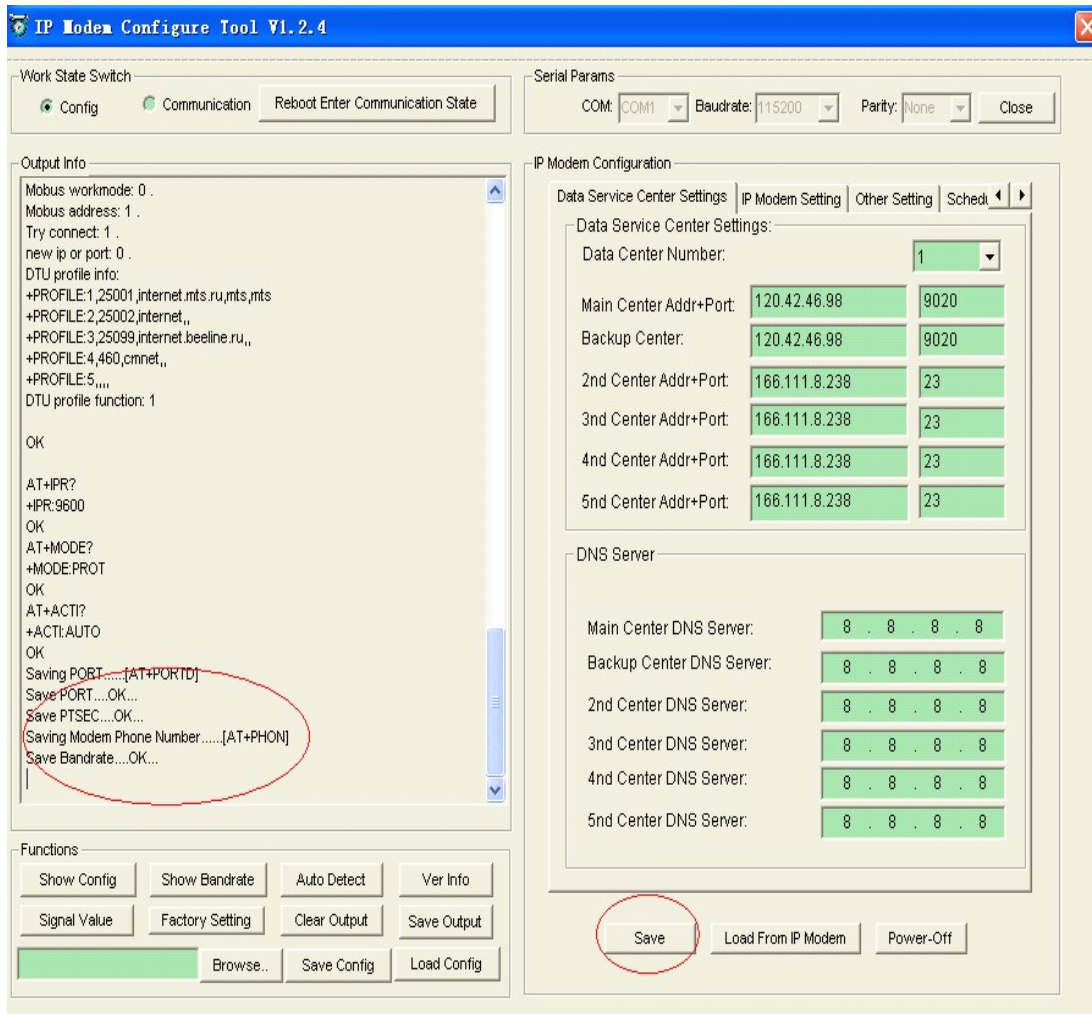 IP Modem Configure Tool V1.2.4
Work State Switch
Config
Communication
Reboot Enter Communication State
Serial Params
COM:
COM1
Baudrate:
115200
Parity:
None
Close
Output Info
Mobus workmode: 0 .
Mobus address: 1 .
Try connect: 1 .
new ip or port: 0 .
DTU profile info:
+PROFILE:1,25001,internet.mts.ru,mts,mts
+PROFILE:2,25002,internet,,
+PROFILE:3,25099,internet.beeline.ru,,
+PROFILE:4,460,cmnet,,
+PROFILE:5,,,,
DTU profile function: 1
OK
AT+IPR?
+IPR:9600
OK
AT+MODE?
+MODE:PROT
OK
AT+ACTI?
+ACTI:AUTO
OK
Saving PORT......[AT+PORTD]
Save PORT....OK...
Save PTSEC....OK...
Saving Modem Phone Number......[AT+PHON]
Save Bandrate....OK...
Functions
Show Config
Show Bandrate
Auto Detect
Ver Info
Signal Value
Factory Setting
Clear Output
Save Output
Browse..
Save Config
Load Config
IP Modem Configuration
Data Service Center Settings
IP Modem Setting
Other Setting
Schedu
Data Service Center Settings:
Data Center Number:
1
Main Center Addr+Port:
120.42.46.98
9020
Backup Center:
120.42.46.98
9020
2nd Center Addr+Port:
166.111.8.238
23
3nd Center Addr+Port:
166.111.8.238
23
4nd Center Addr+Port:
166.111.8.238
23
5nd Center Addr+Port:
166.111.8.238
23
DNS Server
Main Center DNS Server:
8 . 8 . 8 . 8
Backup Center DNS Server:
8 . 8 . 8 . 8
2nd Center DNS Server:
8 . 8 . 8 . 8
3nd Center DNS Server:
8 . 8 . 8 . 8
4nd Center DNS Server:
8 . 8 . 8 . 8
5nd Center DNS Server:
8 . 8 . 8 . 8
Save
Load From IP Modem
Power-Off